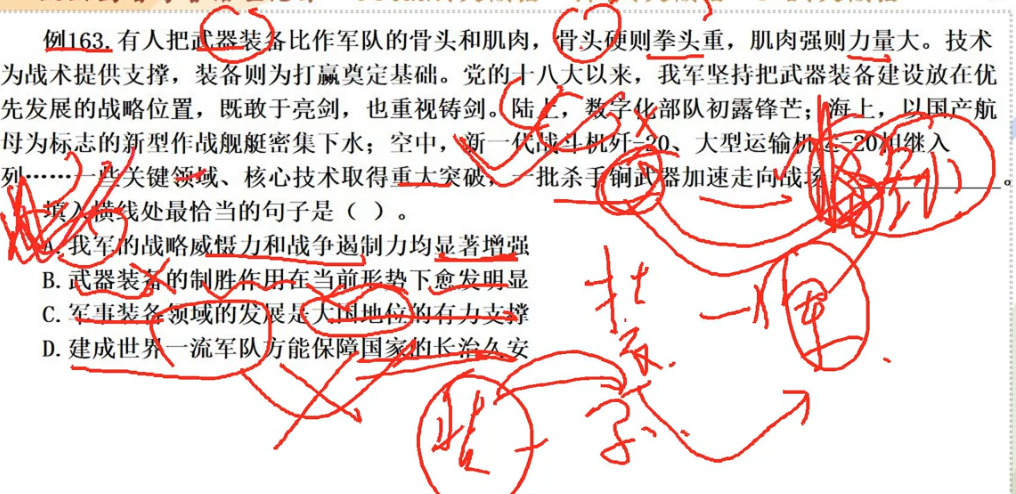 例163.有人把武器装备比作军队的骨头和肌肉，骨头硬则拳头重，肌肉强则力量大。技术
为战术提供支撑，装备则为打赢奠定基础。党的十八大以来，我军坚持把武器装备建设放在优
先发展的战略位置，既敢于亮剑，也重视铸剑。陆上，数字化部队初露锋芒；海上，以国产航
母为标志的新型作战舰艇密集下水；空中，新一代战斗机歼-20、大型运输机运-20相继入
列……一些关键领域、核心技术取得重大突破，一批杀手锏武器加速走向战场，____________。
填入横线处最恰当的句子是（ ）。
A.我军的战略威慑力和战争遏制力均显著增强
B.武器装备的制胜作用在当前形势下愈发明显
C.军事装备领域的发展是大国地位的有力支撑
D.建成世界一流军队方能保障国家的长治久安